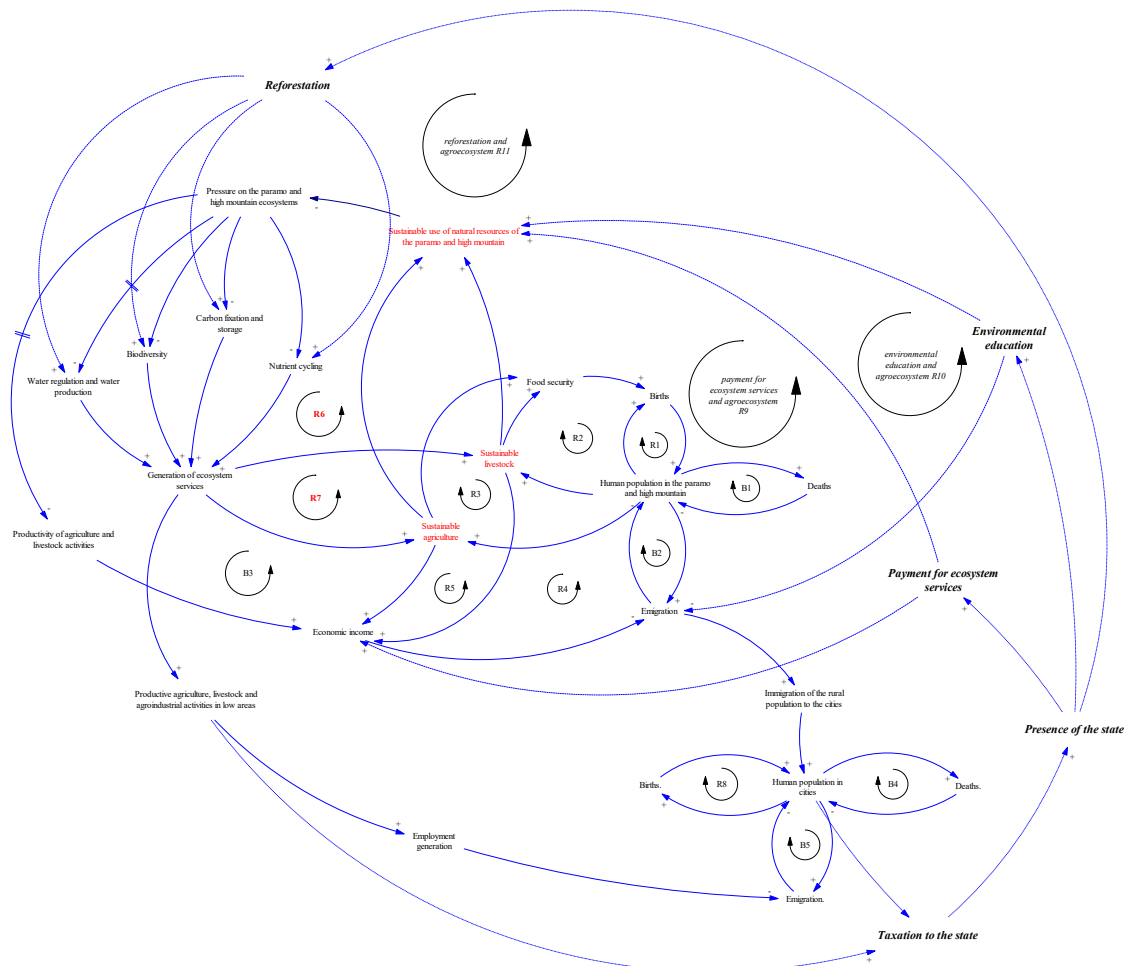 Reforestation
reforestation and
agroecosystem R11
Pressure on the paramo and
high mountain ecosystems
Sustainable use of natural resources of
the paramo and high mountain
Carbon fixation and
storage
Biodiversity
Nutrient cycling
Water regulation and water
production
Environmental
education
environmental
education and
agroecosystem R10
payment for
ecosystem services
and agroecosystem
R9
Food security
Births
R6
R2
R1
Sustainable
livestock
Generation of ecosystem
services
Human population in the paramo
and high mountain
B1
Deaths
R7
R3
Sustainable
agriculture
Productivity of agriculture and
livestock activities
B2
B3
R5
R4
Payment for ecosystem
services
Emigration
Economic income
Productive agriculture, livestock and
agroindustrial activities in low areas
Immigration of the rural
population to the cities
Presence of the state
Births.
R8
Human population in
cities
B4
Deaths.
Employment
generation
B5
Emigration.
Taxation to the state